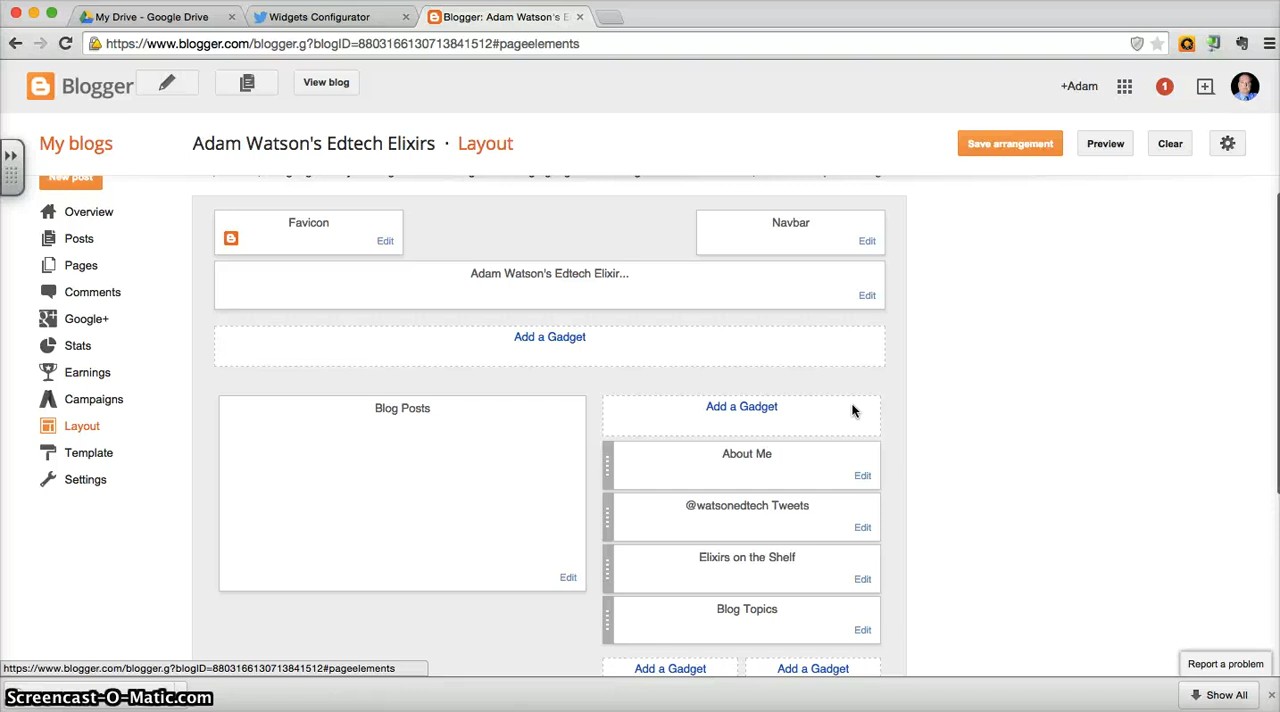 My Drive - Google Drive
Widgets Configurator
Blogger: Adam Watson's E
https://www.blogger.com/blogger.g?blogID=8803166130713841512#pageelements
Blogger
View blog
+Adam
1
My blogs
Adam Watson's Edtech Elixirs · Layout
Save arrangement
Preview
Clear
New post
Overview
Posts
Pages
Comments
Google+
Stats
Earnings
Campaigns
Layout
Template
Settings
Favicon
Edit
Navbar
Edit
Adam Watson's Edtech Elixir...
Edit
Add a Gadget
Blog Posts
Edit
Add a Gadget
About Me
Edit
@watsonedtech Tweets
Edit
Elixirs on the Shelf
Edit
Blog Topics
Edit
Add a Gadget
Add a Gadget
https://www.blogger.com/blogger.g?blogID=8803166130713841512#pageelements
Report a problem
Screencast-O-Matic.com
Show All